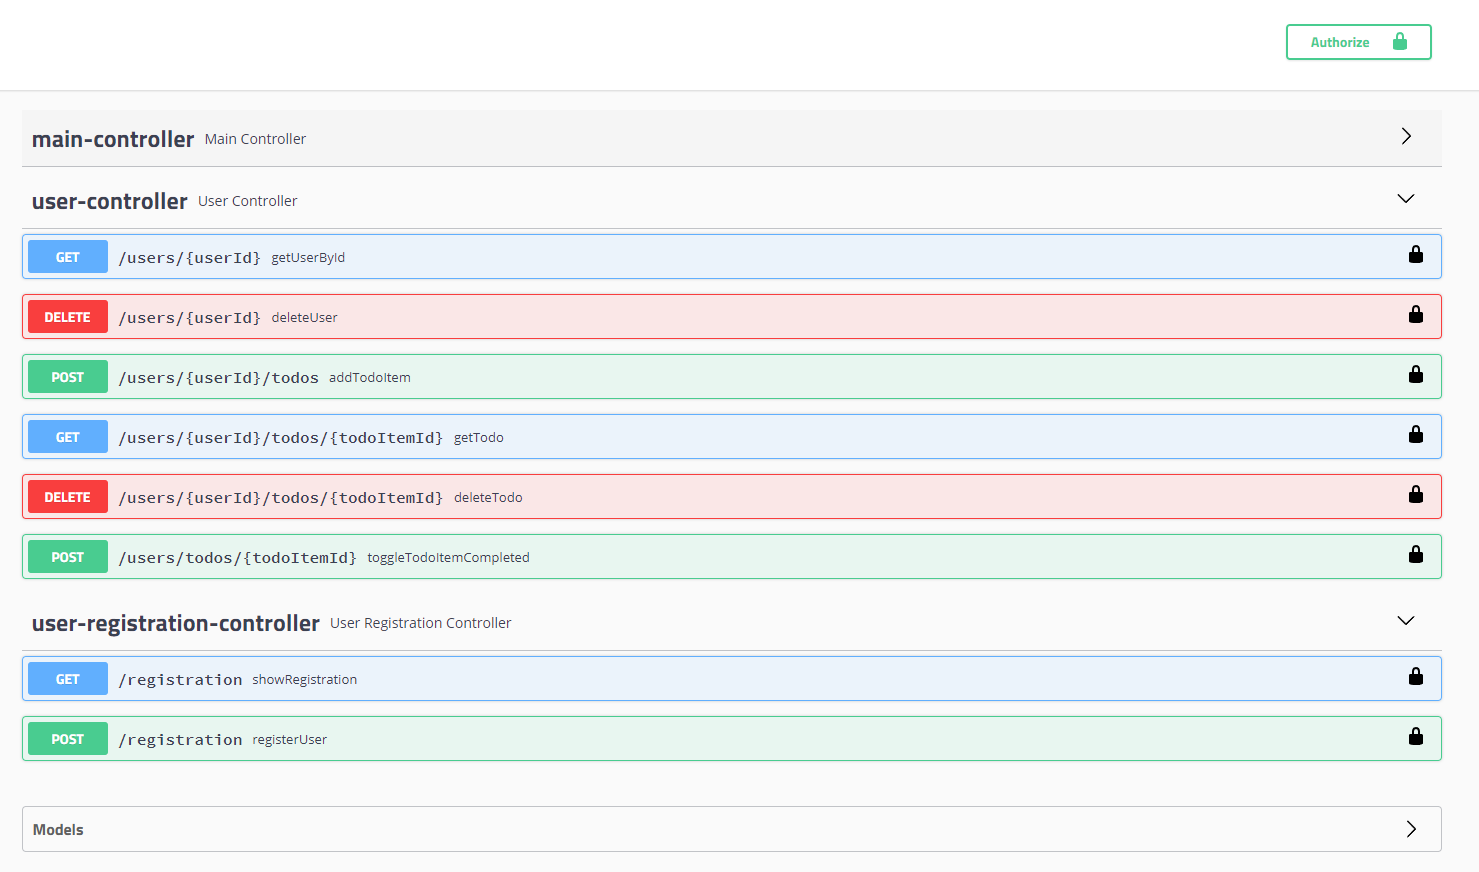 Authorize
main-controller Main Controller
user-controller User Controller
GET /users/{userId} getUserById
DELETE /users/{userId} deleteUser
POST /users/{userId}/todos addTodoItem
GET /users/{userId}/todos/{todoItemId} getTodo
DELETE /users/{userId}/todos/{todoItemId} deleteTodo
POST /users/todos/{todoItemId} toggleTodoItemCompleted
user-registration-controller User Registration Controller
GET /registration showRegistration
POST /registration registerUser
Models